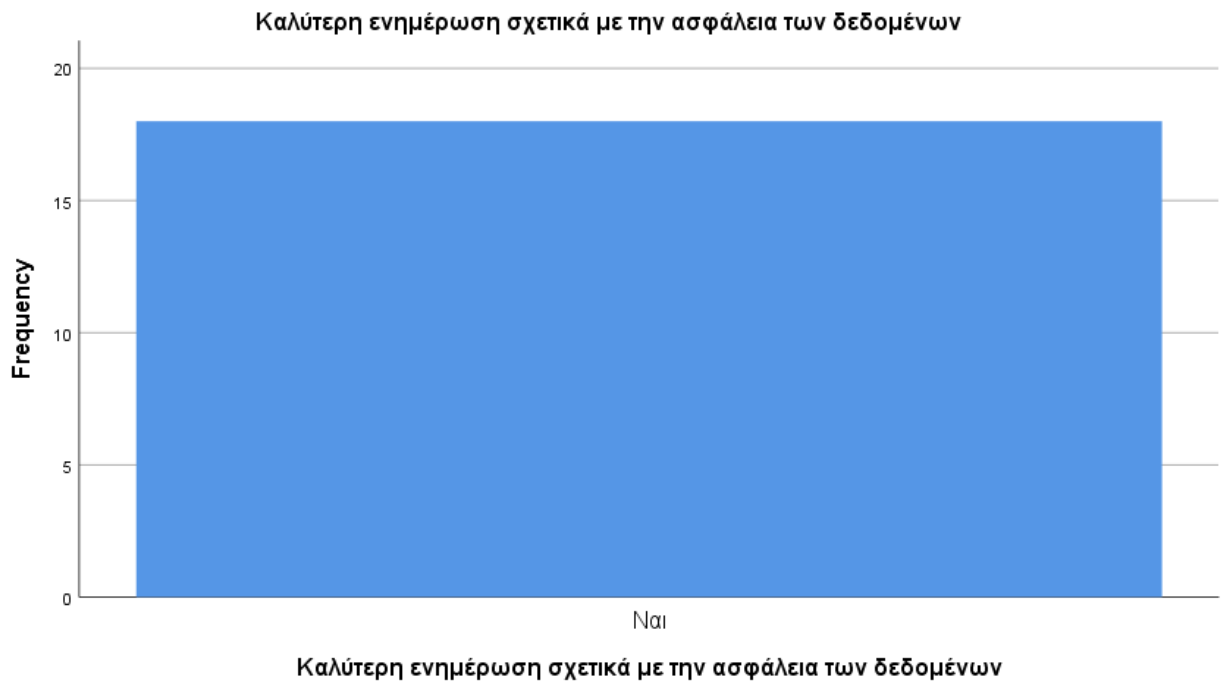 Καλύτερη ενημέρωση σχετικά με την ασφάλεια των δεδομένων
20
15
10
5
0
Frequency
Ναι
Καλύτερη ενημέρωση σχετικά με την ασφάλεια των δεδομένων